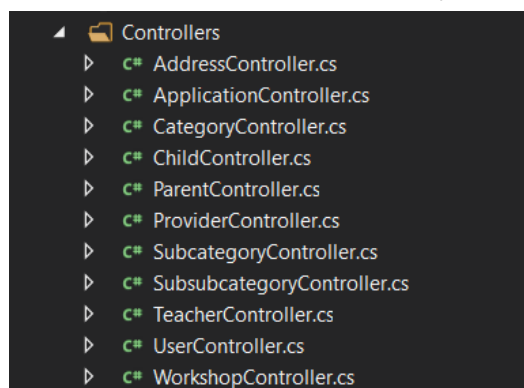 Controllers
C# AddressController.cs
C# ApplicationController.cs
C# CategoryController.cs
C# ChildController.cs
C# ParentController.cs
C# ProviderController.cs
C# SubcategoryController.cs
C# SubsubcategoryController.cs
C# TeacherController.cs
C# UserController.cs
C# WorkshopController.cs